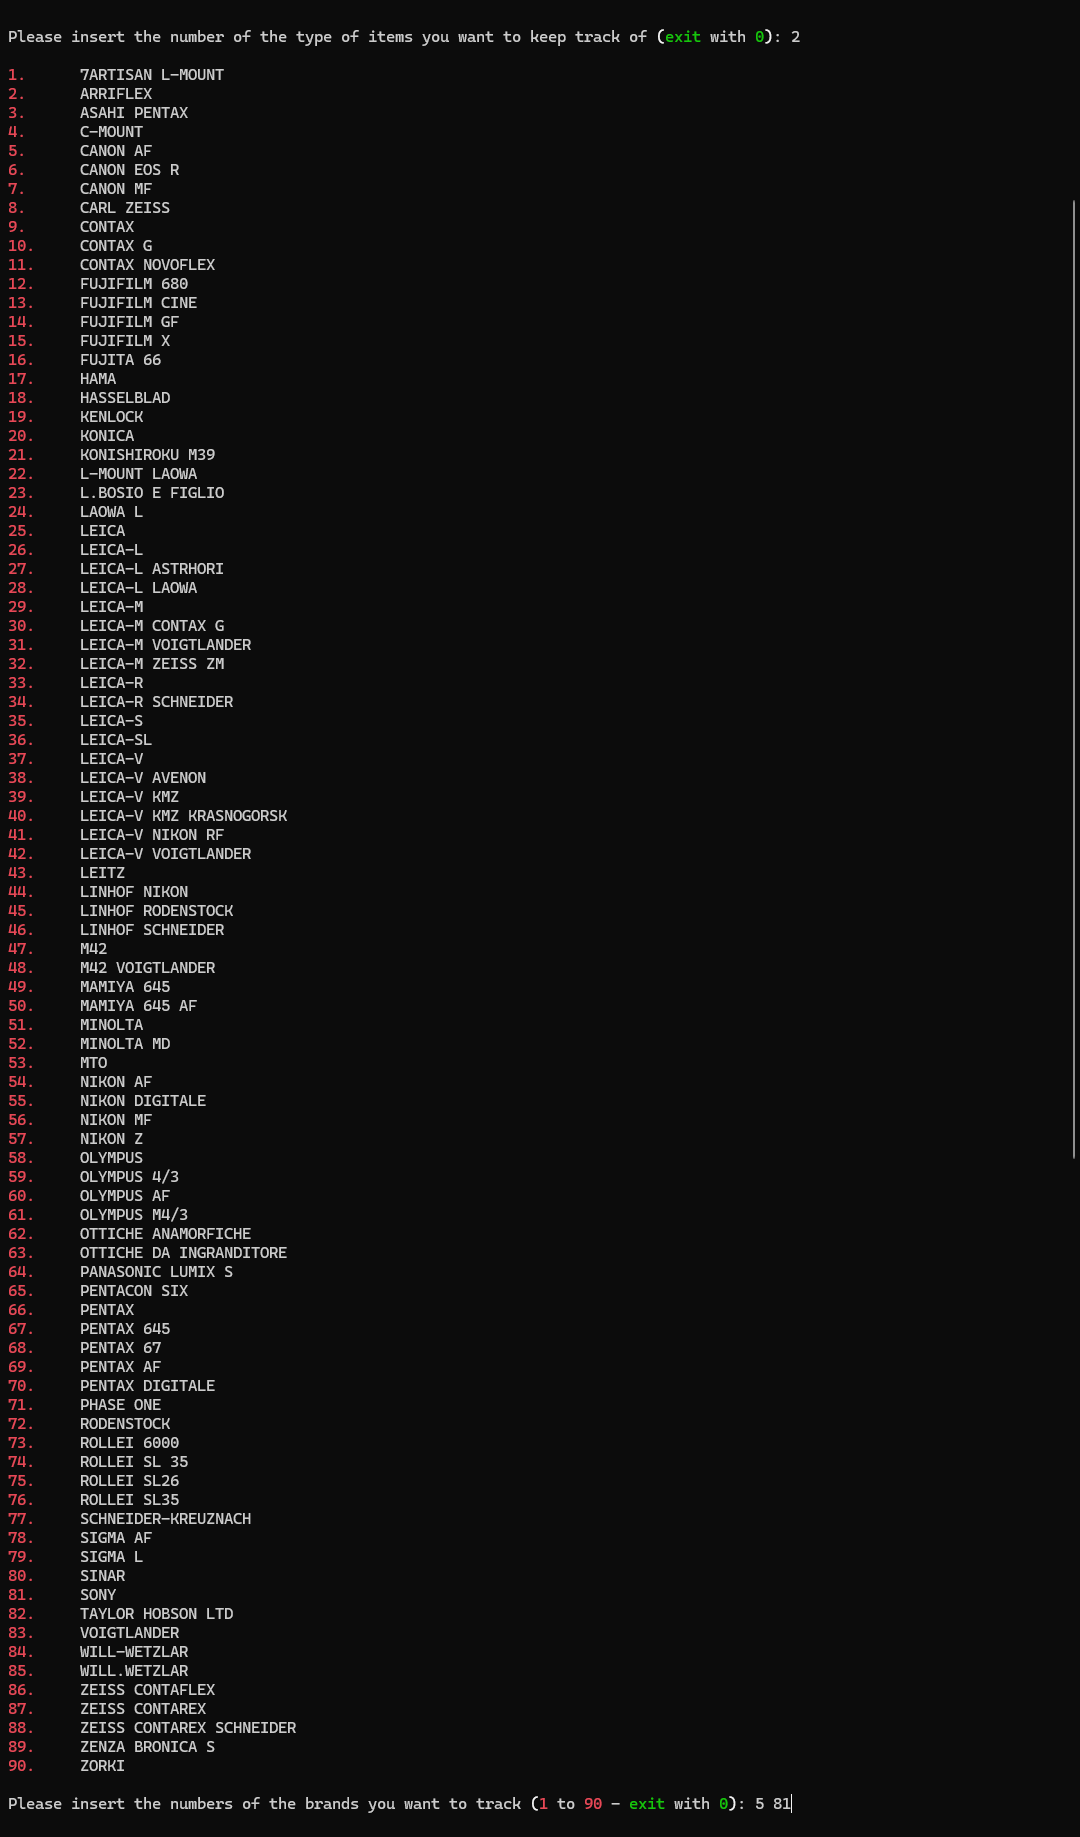 Please insert the number of the type of items you want to keep track of (exit with 0): 2
1. 7ARTISAN L-MOUNT
2. ARRIFLEX
3. ASAHI PENTAX
4. C-MOUNT
5. CANON AF
6. CANON EOS R
7. CANON MF
8. CARL ZEISS
9. CONTAX
10. CONTAX G
11. CONTAX NOVOFLEX
12. FUJIFILM 680
13. FUJIFILM CINE
14. FUJIFILM GF
15. FUJIFILM X
16. FUJITA 66
17. HAMA
18. HASSELBLAD
19. KENLOCK
20. KONICA
21. KONISHIROKU M39
22. L-MOUNT LAOWA
23. L.BOSIO E FIGLIO
24. LAOWA L
25. LEICA
26. LEICA-L
27. LEICA-L ASTRHORI
28. LEICA-L LAOWA
29. LEICA-M
30. LEICA-M CONTAX G
31. LEICA-M VOIGTLANDER
32. LEICA-M ZEISS ZM
33. LEICA-R
34. LEICA-R SCHNEIDER
35. LEICA-S
36. LEICA-SL
37. LEICA-V
38. LEICA-V AVENON
39. LEICA-V KMZ
40. LEICA-V KMZ KRASNOGORSK
41. LEICA-V NIKON RF
42. LEICA-V VOIGTLANDER
43. LEITZ
44. LINHOF NIKON
45. LINHOF RODENSTOCK
46. LINHOF SCHNEIDER
47. M42
48. M42 VOIGTLANDER
49. MAMIYA 645
50. MAMIYA 645 AF
51. MINOLTA
52. MINOLTA MD
53. MTO
54. NIKON AF
55. NIKON DIGITALE
56. NIKON MF
57. NIKON Z
58. OLYMPUS
59. OLYMPUS 4/3
60. OLYMPUS AF
61. OLYMPUS M4/3
62. OTTICHE ANAMORFICHE
63. OTTICHE DA INGRANDITORE
64. PANASONIC LUMIX S
65. PENTACON SIX
66. PENTAX
67. PENTAX 645
68. PENTAX 67
69. PENTAX AF
70. PENTAX DIGITALE
71. PHASE ONE
72. RODENSTOCK
73. ROLLEI 6000
74. ROLLEI SL 35
75. ROLLEI SL26
76. ROLLEI SL35
77. SCHNEIDER-KREUZNACH
78. SIGMA AF
79. SIGMA L
80. SINAR
81. SONY
82. TAYLOR HOBSON LTD
83. VOIGTLANDER
84. WILL-WETZLAR
85. WILL.WETZLAR
86. ZEISS CONTAFLEX
87. ZEISS CONTAREX
88. ZEISS CONTAREX SCHNEIDER
89. ZENZA BRONICA S
90. ZORKI
Please insert the numbers of the brands you want to track (1 to 90 - exit with 0): 5 81